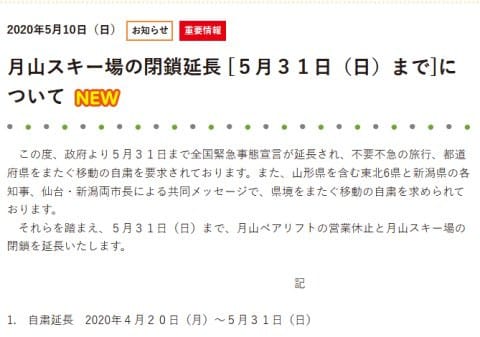 2020年5月10日（日） お知らせ 重要情報
月山スキー場の閉鎖延長 [５月３１日（日）まで]に
ついて NEW
この度、政府より５月３１日まで全国緊急事態宣言が延長され、不要不急の旅行、都道
府県をまたぐ移動の自粛を要求されております。また、山形県を含む東北6県と新潟県の各
知事、仙台・新潟両市長による共同メッセージで、県境をまたぐ移動の自粛を求められて
おります。
それらを踏まえ、５月３１日（日）まで、月山ペアリフトの営業休止と月山スキー場の
閉鎖を延長いたします。
記
1.　自粛延長　2020年４月２０日（月）～５月３１日（日）